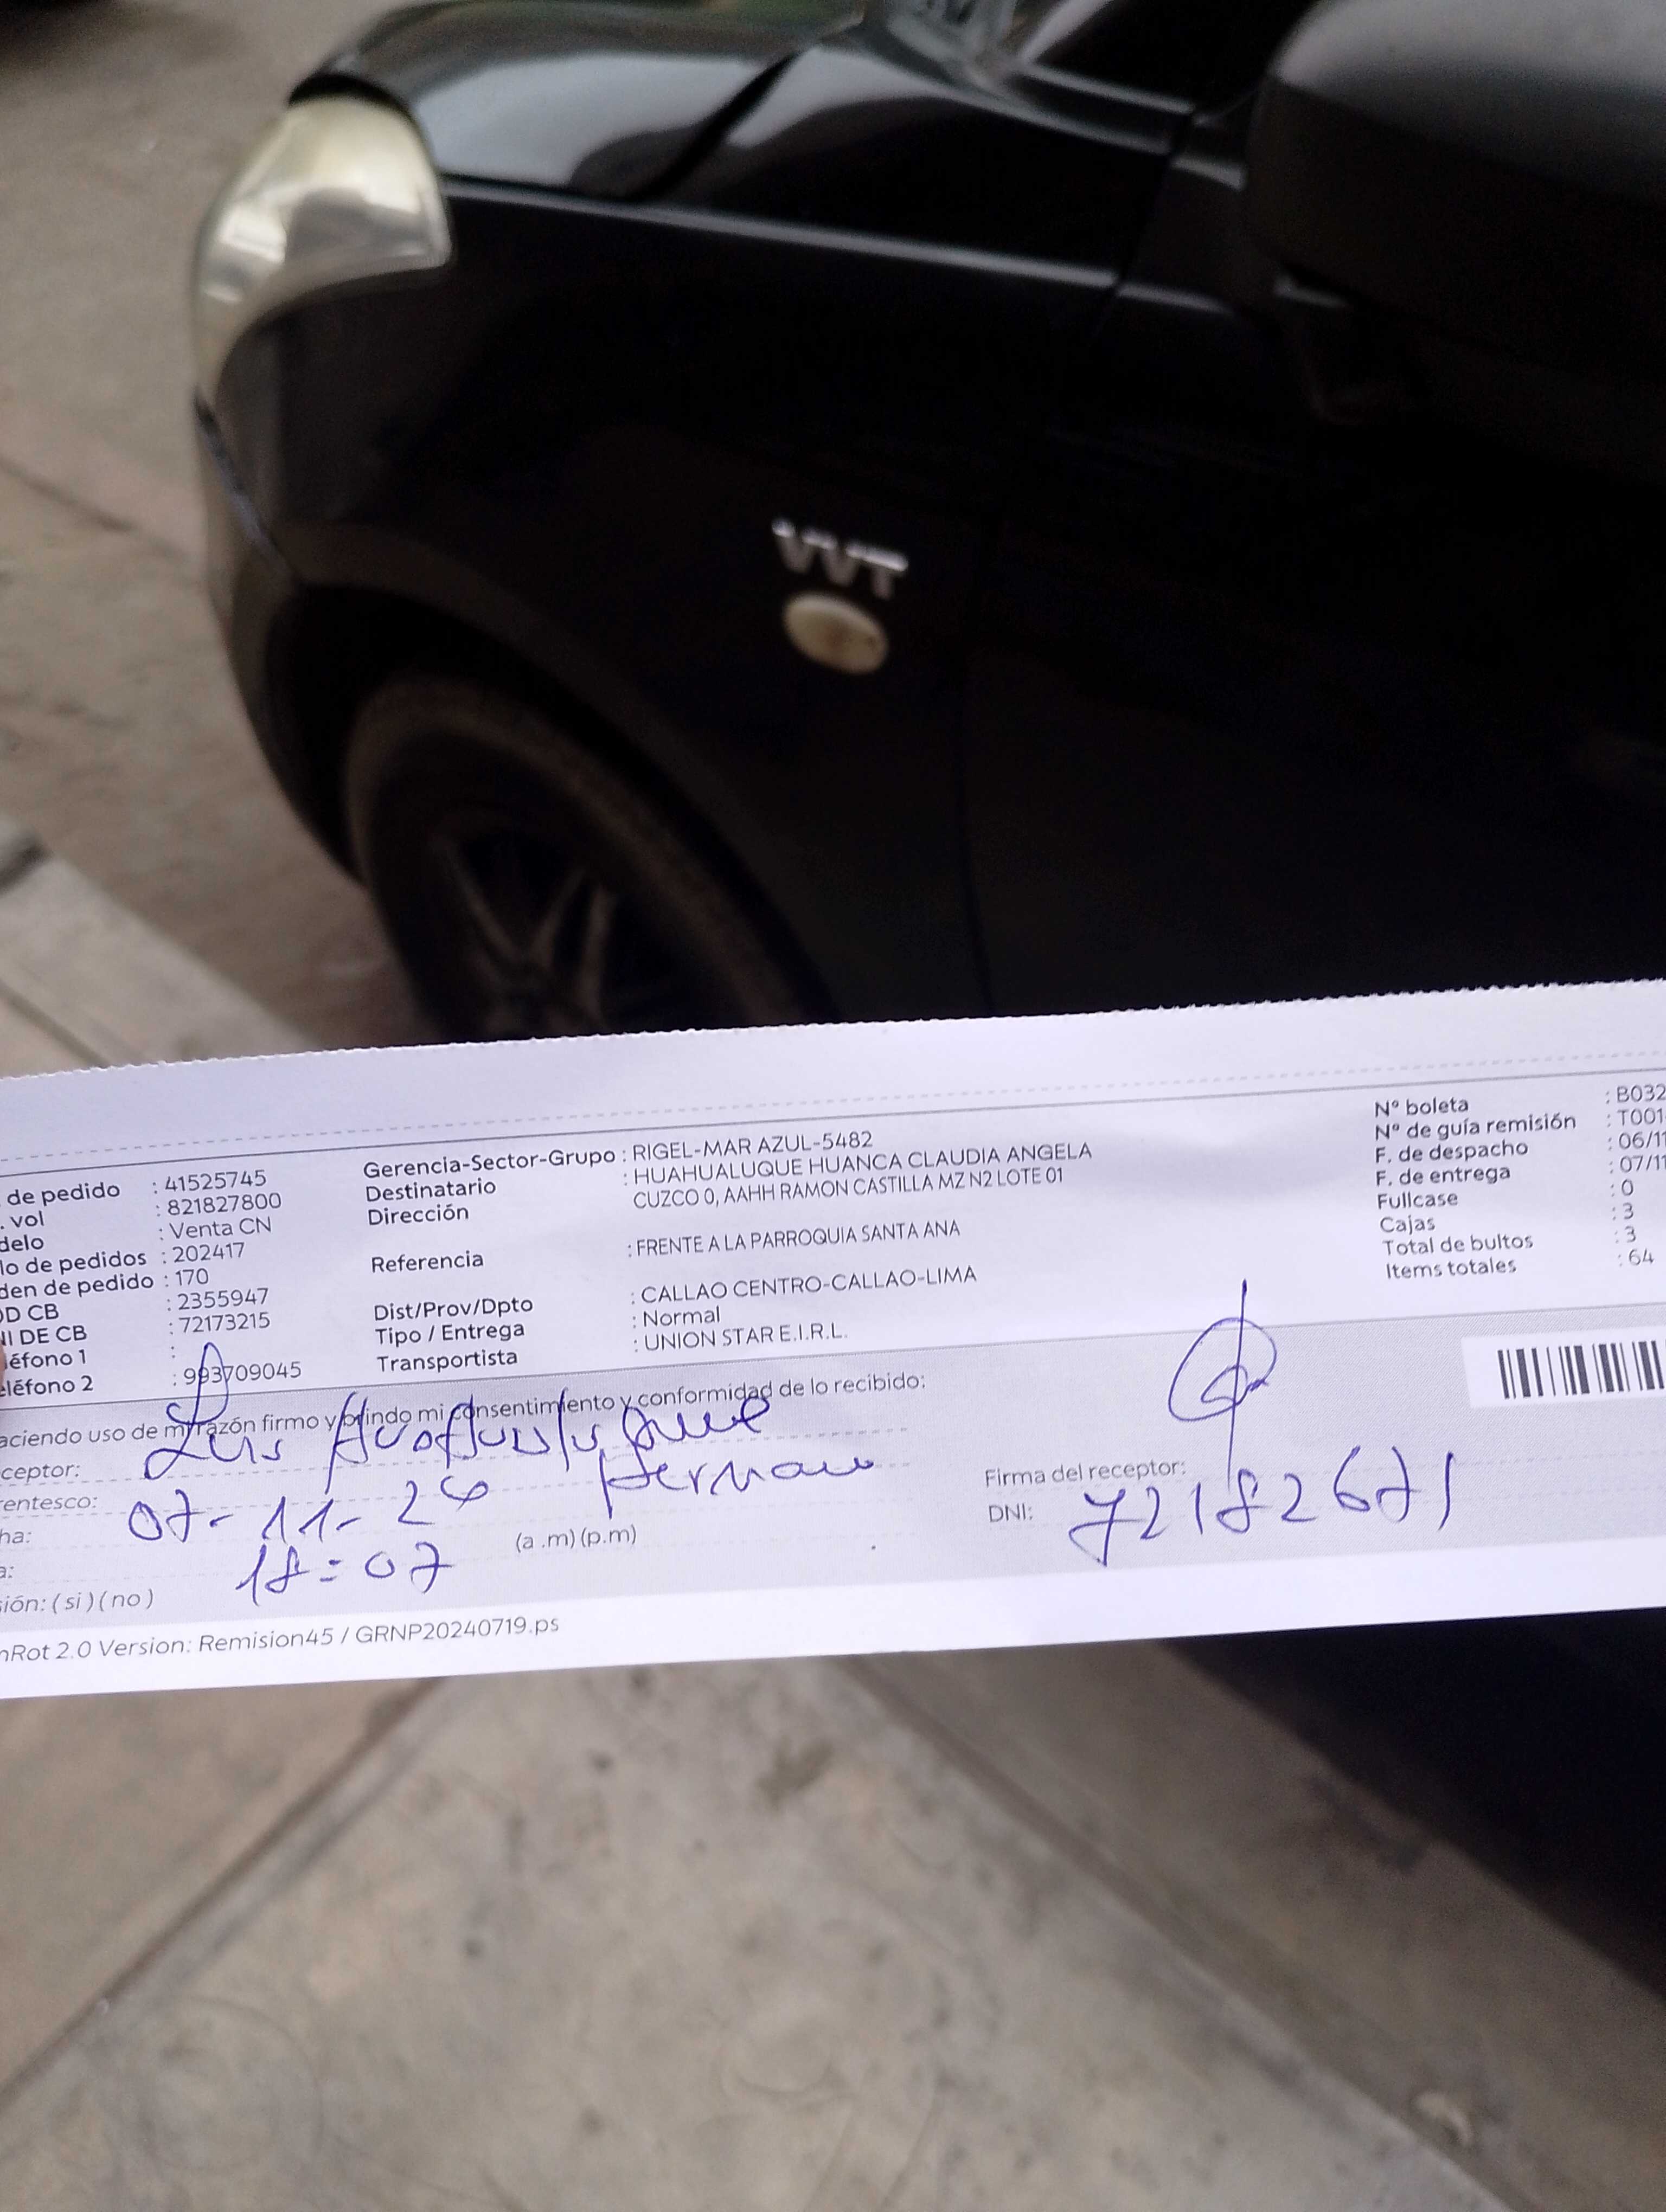 VVT
de pedido : 41525745
. vol : 821827800
delo : Venta CN
lo de pedidos : 202417
den de pedido : 170
OD CB : 2355947
NI DE CB : 72173215
léfono 1 :
eléfono 2 : 993709045
Gerencia-Sector-Grupo : RIGEL-MAR AZUL-5482
Destinatario : HUAHUALUQUE HUANCA CLAUDIA ANGELA
Dirección CUZCO 0, AAHH RAMON CASTILLA MZ N2 LOTE 01
Referencia : FRENTE A LA PARROQUIA SANTA ANA
Dist/Prov/Dpto : CALLAO CENTRO-CALLAO-LIMA
Tipo / Entrega : Normal
Transportista : UNION STAR E.I.R.L.
Nº boleta : B032
Nº de guía remisión : T001
F. de despacho : 06/11
F. de entrega : 07/11
Fullcase : 0
Cajas : 3
Total de bultos : 3
Items totales : 64
aciendo uso de mi razón firmo y brindo mi consentimiento y conformidad de lo recibido:
ceptor: Luis Huahualuque
rentesco: Hermano
ha: 07-11-24
a: 18:07 (a .m) (p.m)
sión: ( si ) ( no )
Firma del receptor:
DNI: 72182671
nRot 2.0 Version: Remision45 / GRNP20240719.ps